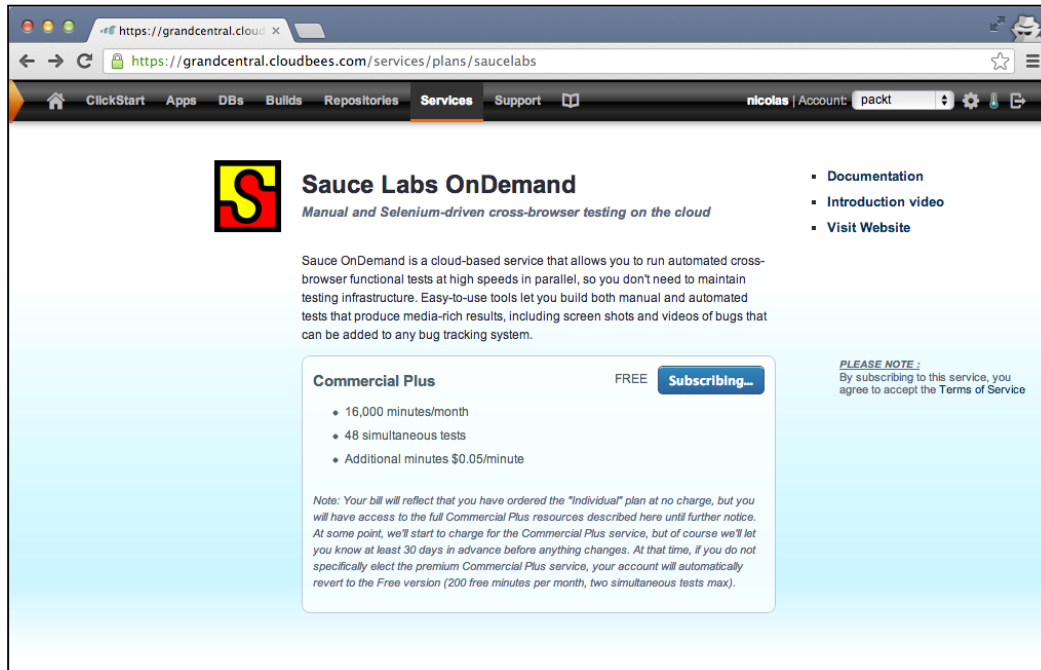 https://grandcentral.cloud
https://grandcentral.cloudbees.com/services/plans/saucelabs
ClickStart Apps DBs Builds Repositories Services Support nicolas | Account: packt
Sauce Labs OnDemand
Manual and Selenium-driven cross-browser testing on the cloud
Documentation
Introduction video
Visit Website
Sauce OnDemand is a cloud-based service that allows you to run automated cross-
browser functional tests at high speeds in parallel, so you don't need to maintain
testing infrastructure. Easy-to-use tools let you build both manual and automated
tests that produce media-rich results, including screen shots and videos of bugs that
can be added to any bug tracking system.
Commercial Plus FREE Subscribing...
16,000 minutes/month
48 simultaneous tests
Additional minutes $0.05/minute
Note: Your bill will reflect that you have ordered the "Individual" plan at no charge, but you
will have access to the full Commercial Plus resources described here until further notice.
At some point, we'll start to charge for the Commercial Plus service, but of course we'll let
you know at least 30 days in advance before anything changes. At that time, if you do not
specifically elect the premium Commercial Plus service, your account will automatically
revert to the Free version (200 free minutes per month, two simultaneous tests max).
PLEASE NOTE :
By subscribing to this service, you
agree to accept the Terms of Service